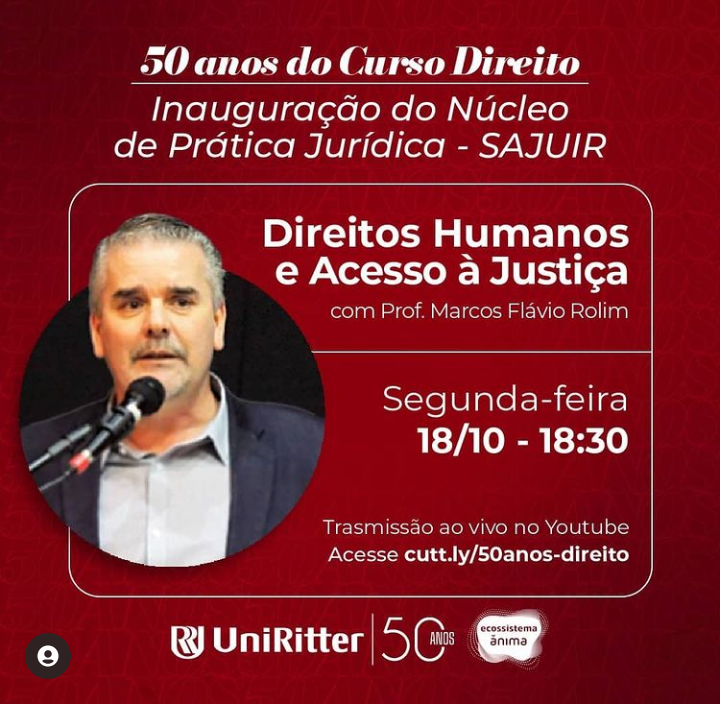 50 anos do Curso Direito
Inauguração do Núcleo
de Prática Jurídica - SAJUIR
Direitos Humanos
e Acesso à Justiça
com Prof. Marcos Flávio Rolim
Segunda-feira
18/10 - 18:30
Trasmissão ao vivo no Youtube
Acesse cutt.ly/50anos-direito
UniRitter
50 ANOS
ecossistema
ănima